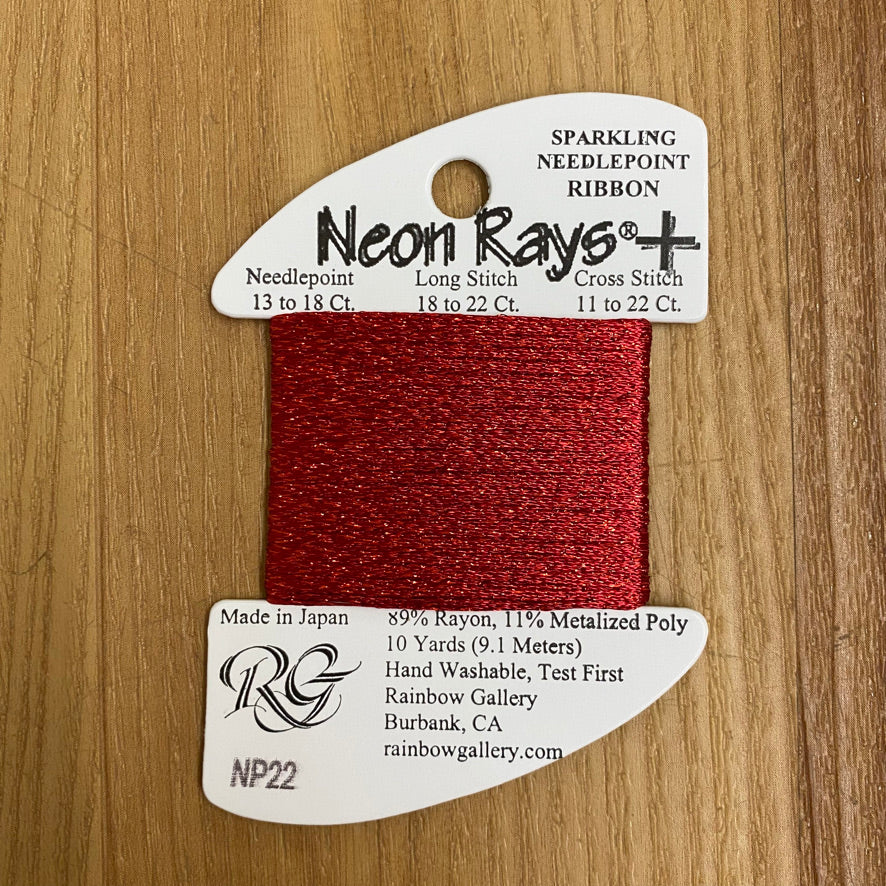 SPARKLING
NEEDLEPOINT
RIBBON
Neon Rays®+
Needlepoint Long Stitch Cross Stitch
13 to 18 Ct. 18 to 22 Ct. 11 to 22 Ct.
Made in Japan 89% Rayon, 11% Metalized Poly
10 Yards (9.1 Meters)
Hand Washable, Test First
Rainbow Gallery
Burbank, CA
rainbowgallery.com
RG
NP22